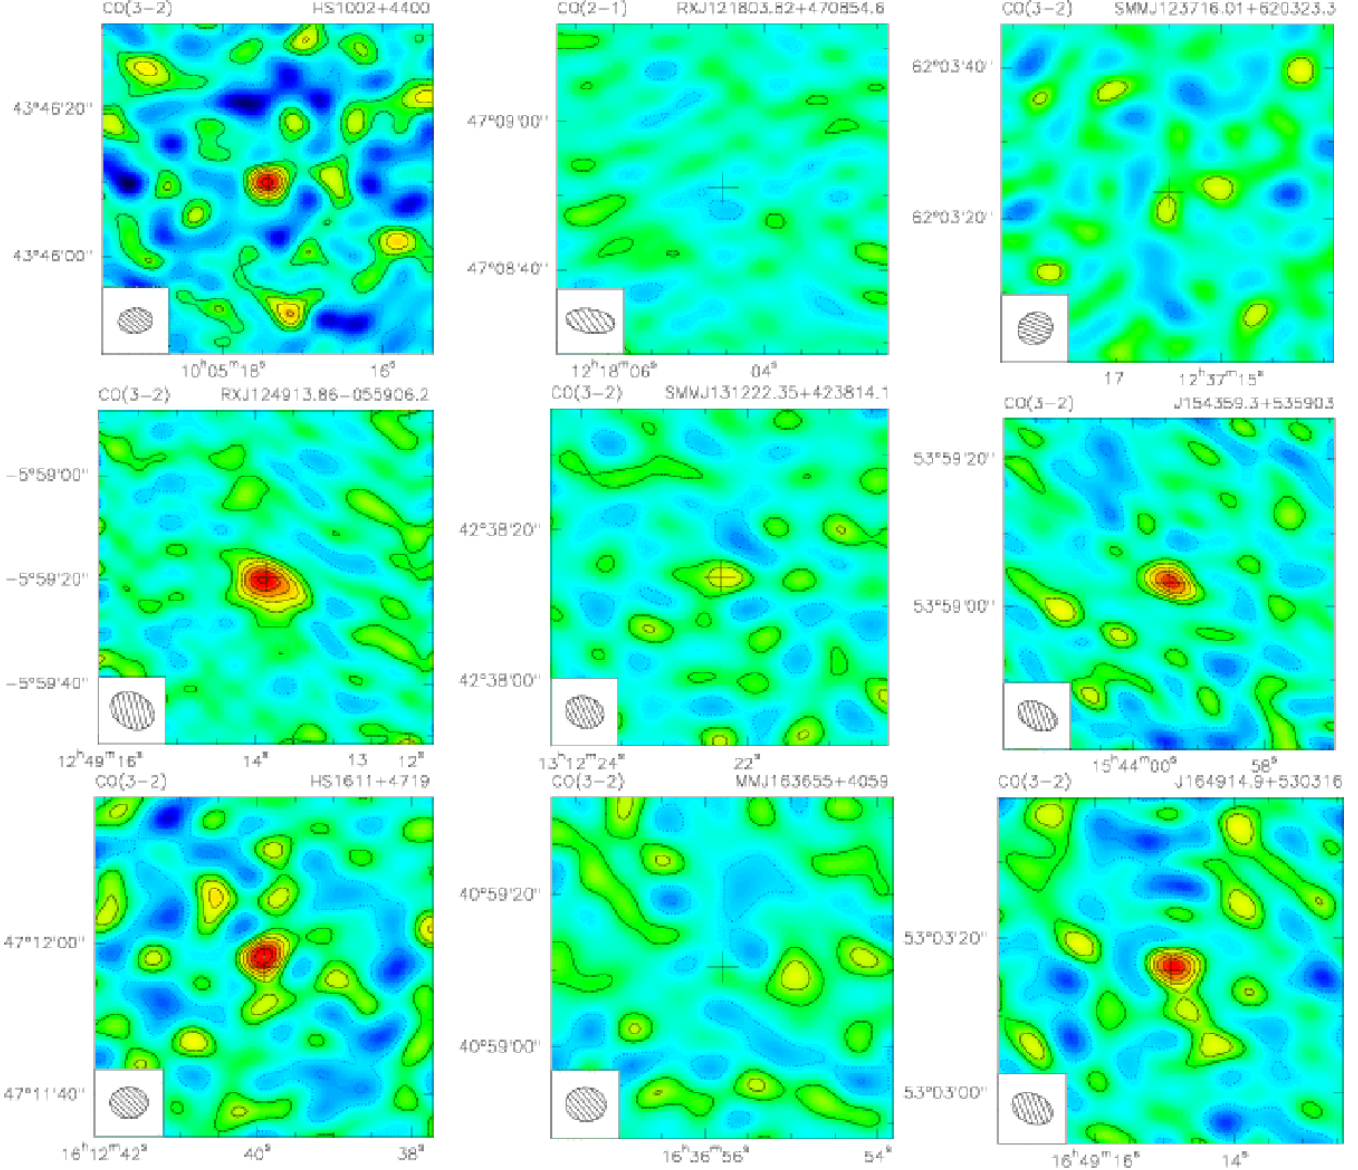 CO(3-2) HS1002+4400
CO(2-1) RXJ121803.82+470854.6
CO(3-2) SMMJ123716.01+620323.3
43°46'20"
43°46'00"
10ʰ05ᵐ18ˢ 16ˢ
47°09'00"
47°08'40"
12ʰ18ᵐ06ˢ 04ˢ
62°03'40"
62°03'20"
17 12ʰ37ᵐ15ˢ
CO(3-2) RXJ124913.86-055906.2
CO(3-2) SMMJ131222.35+423814.1
CO(3-2) J154359.3+535903
-5°59'00"
-5°59'20"
-5°59'40"
12ʰ49ᵐ16ˢ 14ˢ 13 12ˢ
42°38'20"
42°38'00"
13ʰ12ᵐ24ˢ 22ˢ
53°59'20"
53°59'00"
15ʰ44ᵐ00ˢ 58ˢ
CO(3-2) HS1611+4719
CO(3-2) MMJ163655+4059
CO(3-2) J164914.9+530316
47°12'00"
47°11'40"
16ʰ12ᵐ42ˢ 40ˢ 38ˢ
40°59'20"
40°59'00"
16ʰ36ᵐ56ˢ 54ˢ
53°03'20"
53°03'00"
16ʰ49ᵐ16ˢ 14ˢ